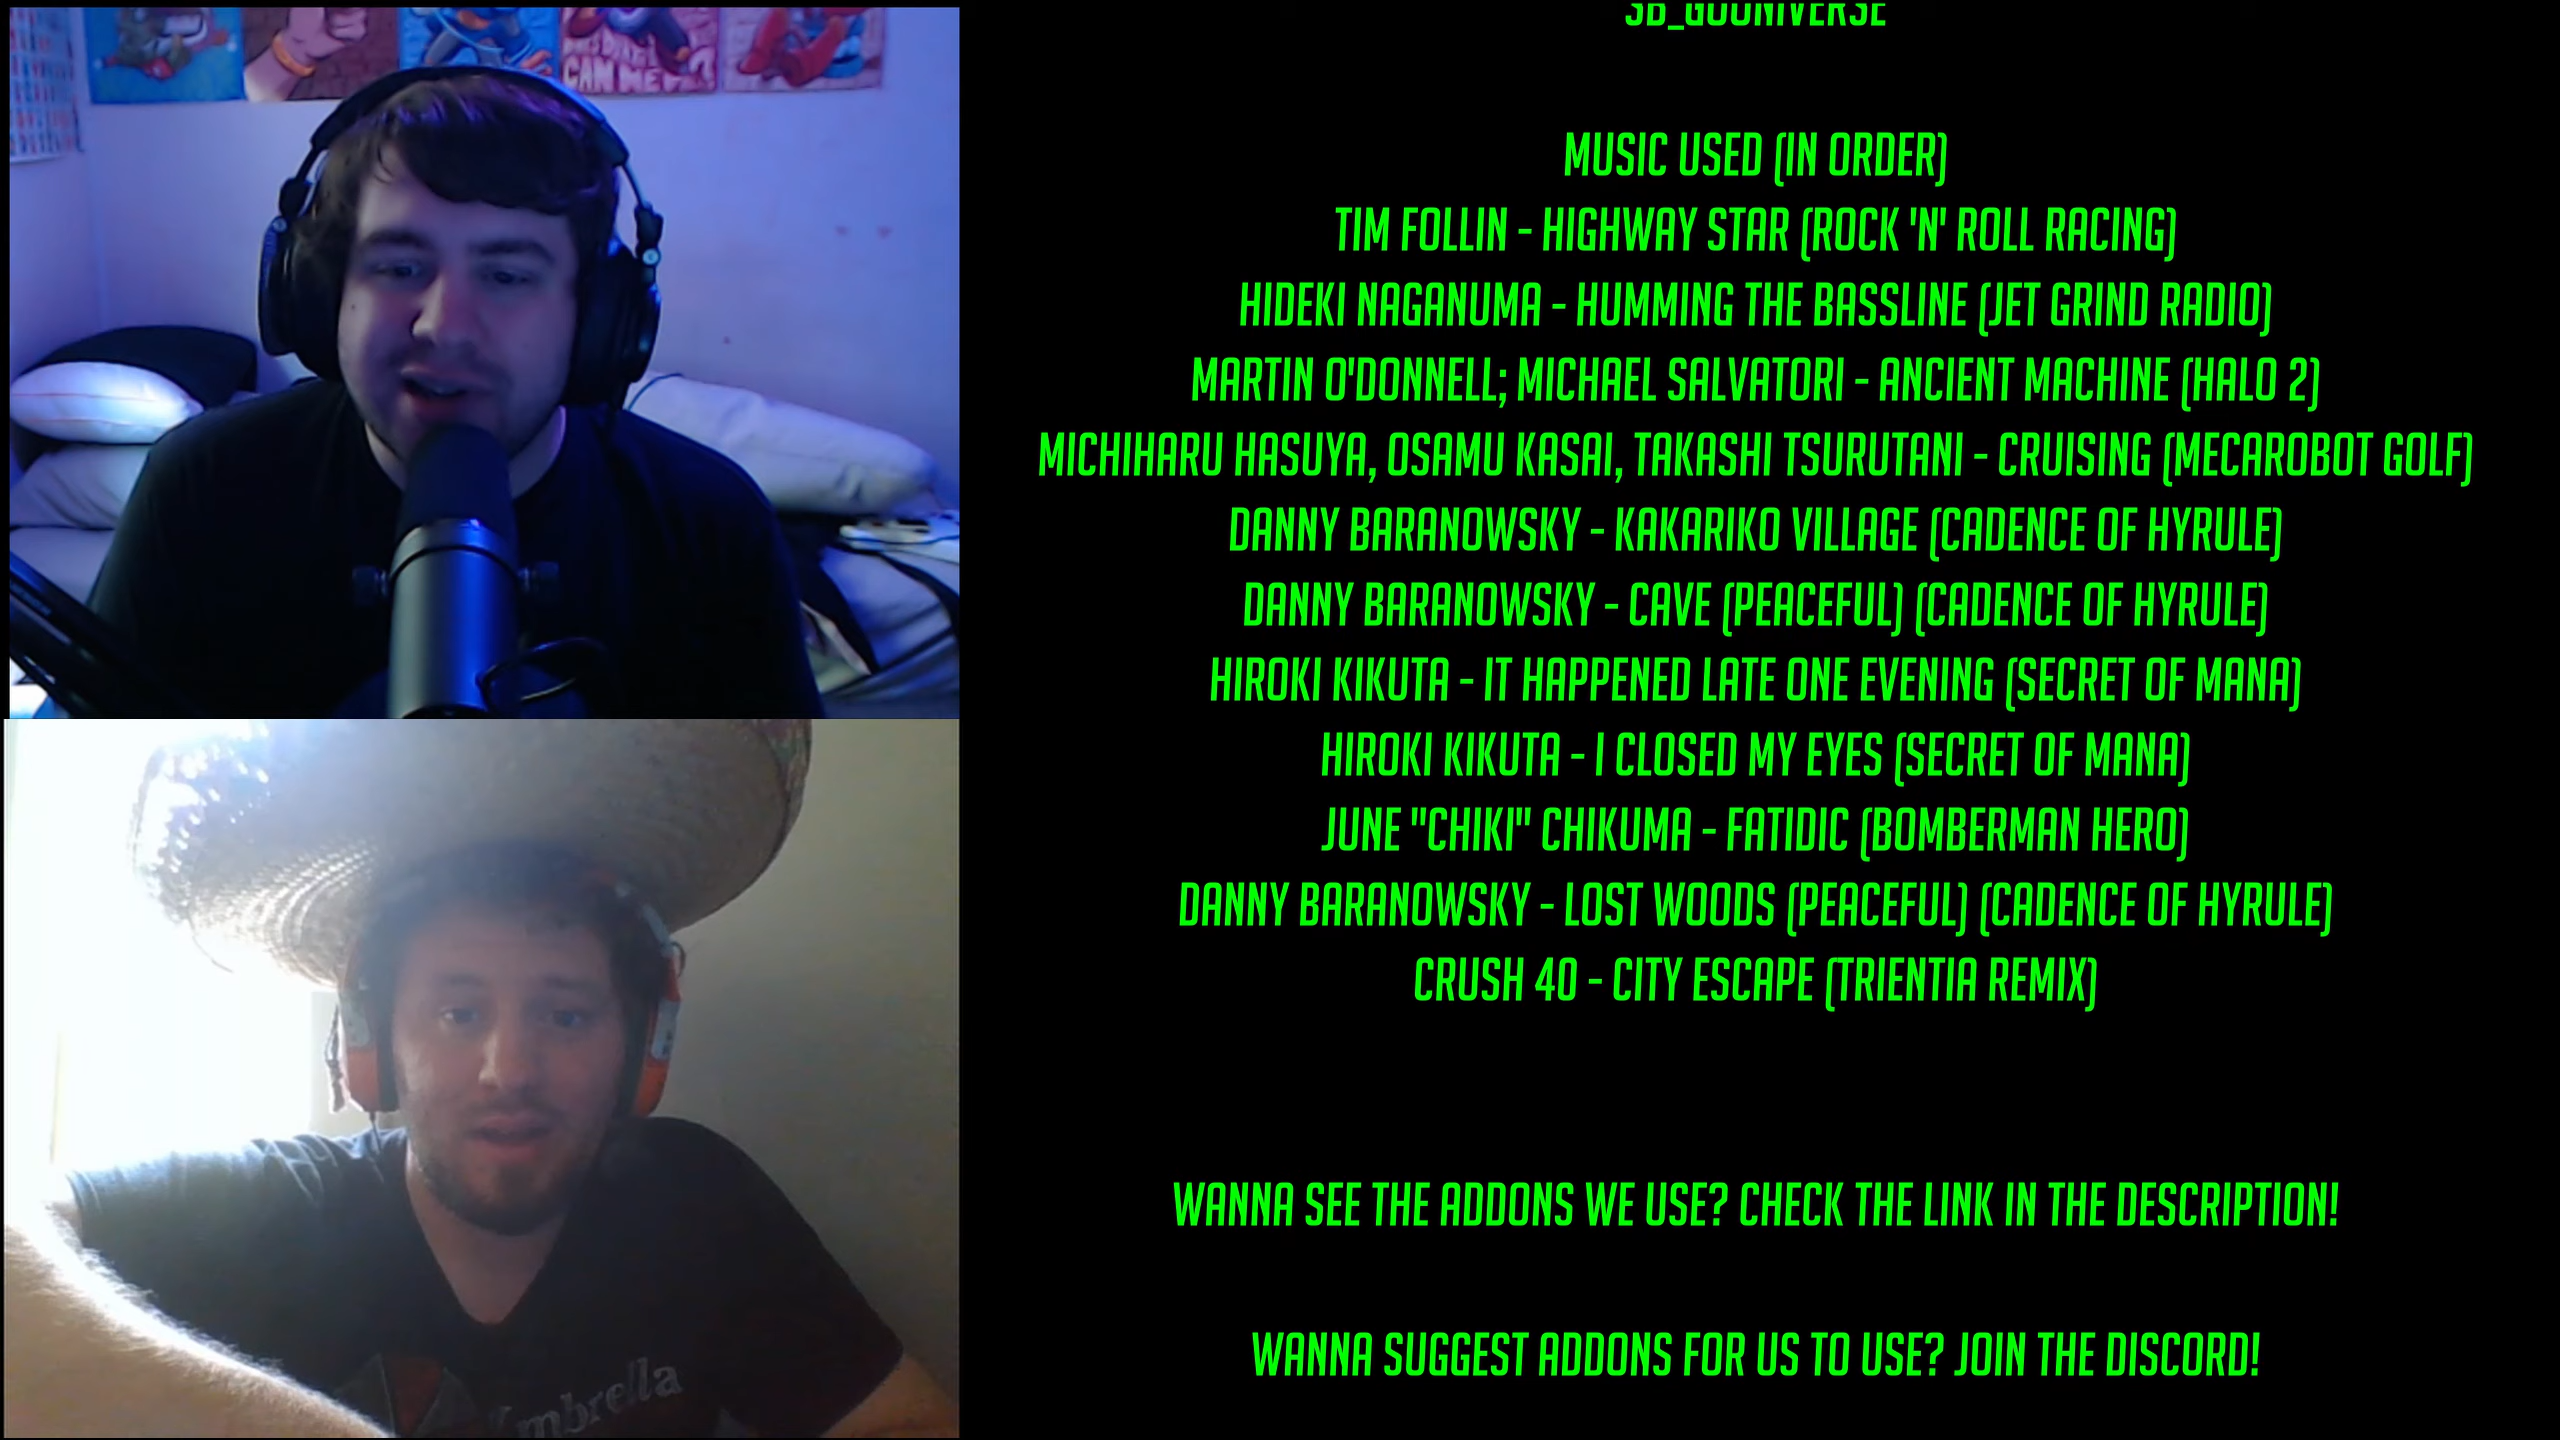 SB_GOONIVERSE
MUSIC USED (IN ORDER)
TIM FOLLIN - HIGHWAY STAR (ROCK 'N' ROLL RACING)
HIDEKI NAGANUMA - HUMMING THE BASSLINE (JET GRIND RADIO)
MARTIN O'DONNELL; MICHAEL SALVATORI - ANCIENT MACHINE (HALO 2)
MICHIHARU HASUYA, OSAMU KASAI, TAKASHI TSURUTANI - CRUISING (MECAROBOT GOLF)
DANNY BARANOWSKY - KAKARIKO VILLAGE (CADENCE OF HYRULE)
DANNY BARANOWSKY - CAVE (PEACEFUL) (CADENCE OF HYRULE)
HIROKI KIKUTA - IT HAPPENED LATE ONE EVENING (SECRET OF MANA)
HIROKI KIKUTA - I CLOSED MY EYES (SECRET OF MANA)
JUNE "CHIKI" CHIKUMA - FATIDIC (BOMBERMAN HERO)
DANNY BARANOWSKY - LOST WOODS (PEACEFUL) (CADENCE OF HYRULE)
CRUSH 40 - CITY ESCAPE (TRIENTIA REMIX)
WANNA SEE THE ADDONS WE USE? CHECK THE LINK IN THE DESCRIPTION!
WANNA SUGGEST ADDONS FOR US TO USE? JOIN THE DISCORD!
CAN ME
Umbrella